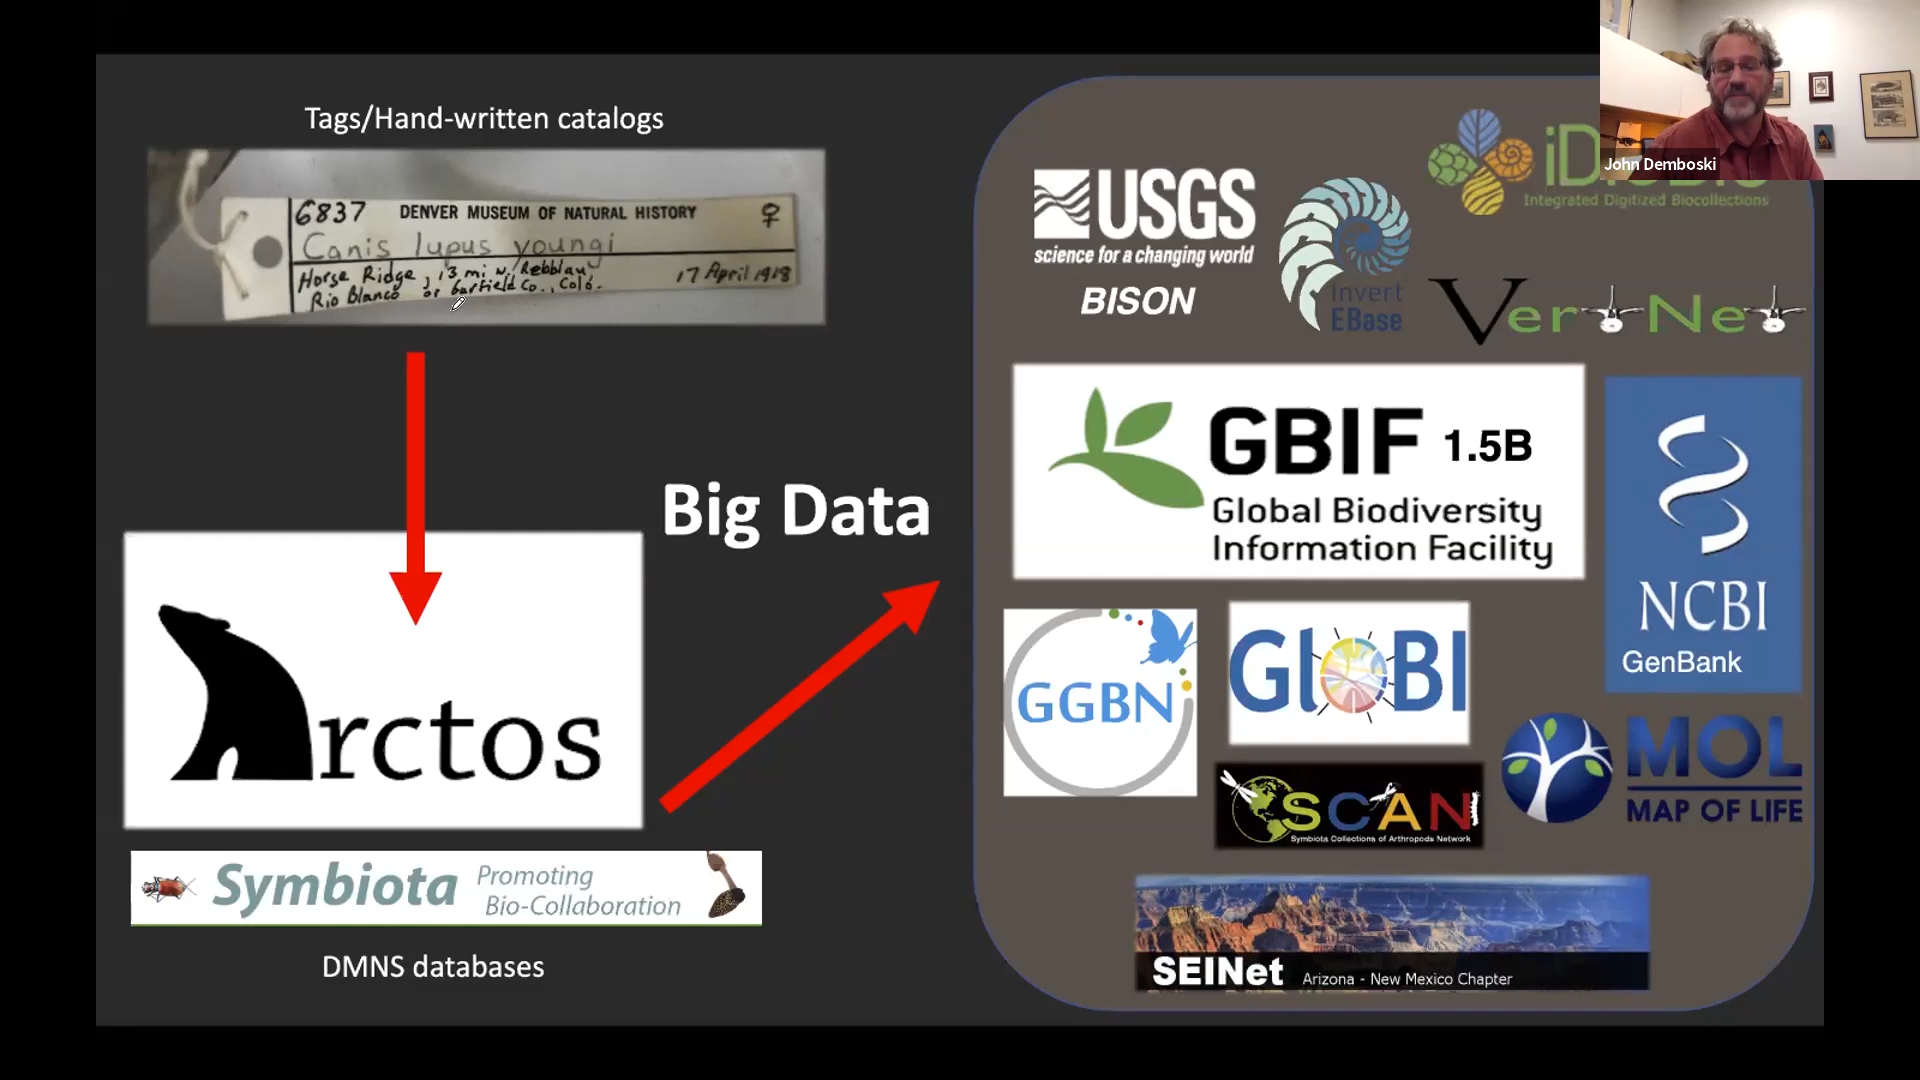 Tags/Hand-written catalogs
6837 DENVER MUSEUM OF NATURAL HISTORY ♀
Canis lupus youngi
Horse Ridge, 13 mi N. 17 April 1918
Rio Blanco or Garfield Co., Colo.
rctos
Symbiota Promoting
Bio-Collaboration
DMNS databases
Big Data
USGS
science for a changing world
BISON
Invert
EBase
Integrated Digitized Biocollections
VertNet
GBIF 1.5B
Global Biodiversity
Information Facility
NCBI
GenBank
GGBN
GloBI
SCAN
Symbiota Collections of Arthropods Network
MOL
MAP OF LIFE
SEINet Arizona - New Mexico Chapter
John Demboski